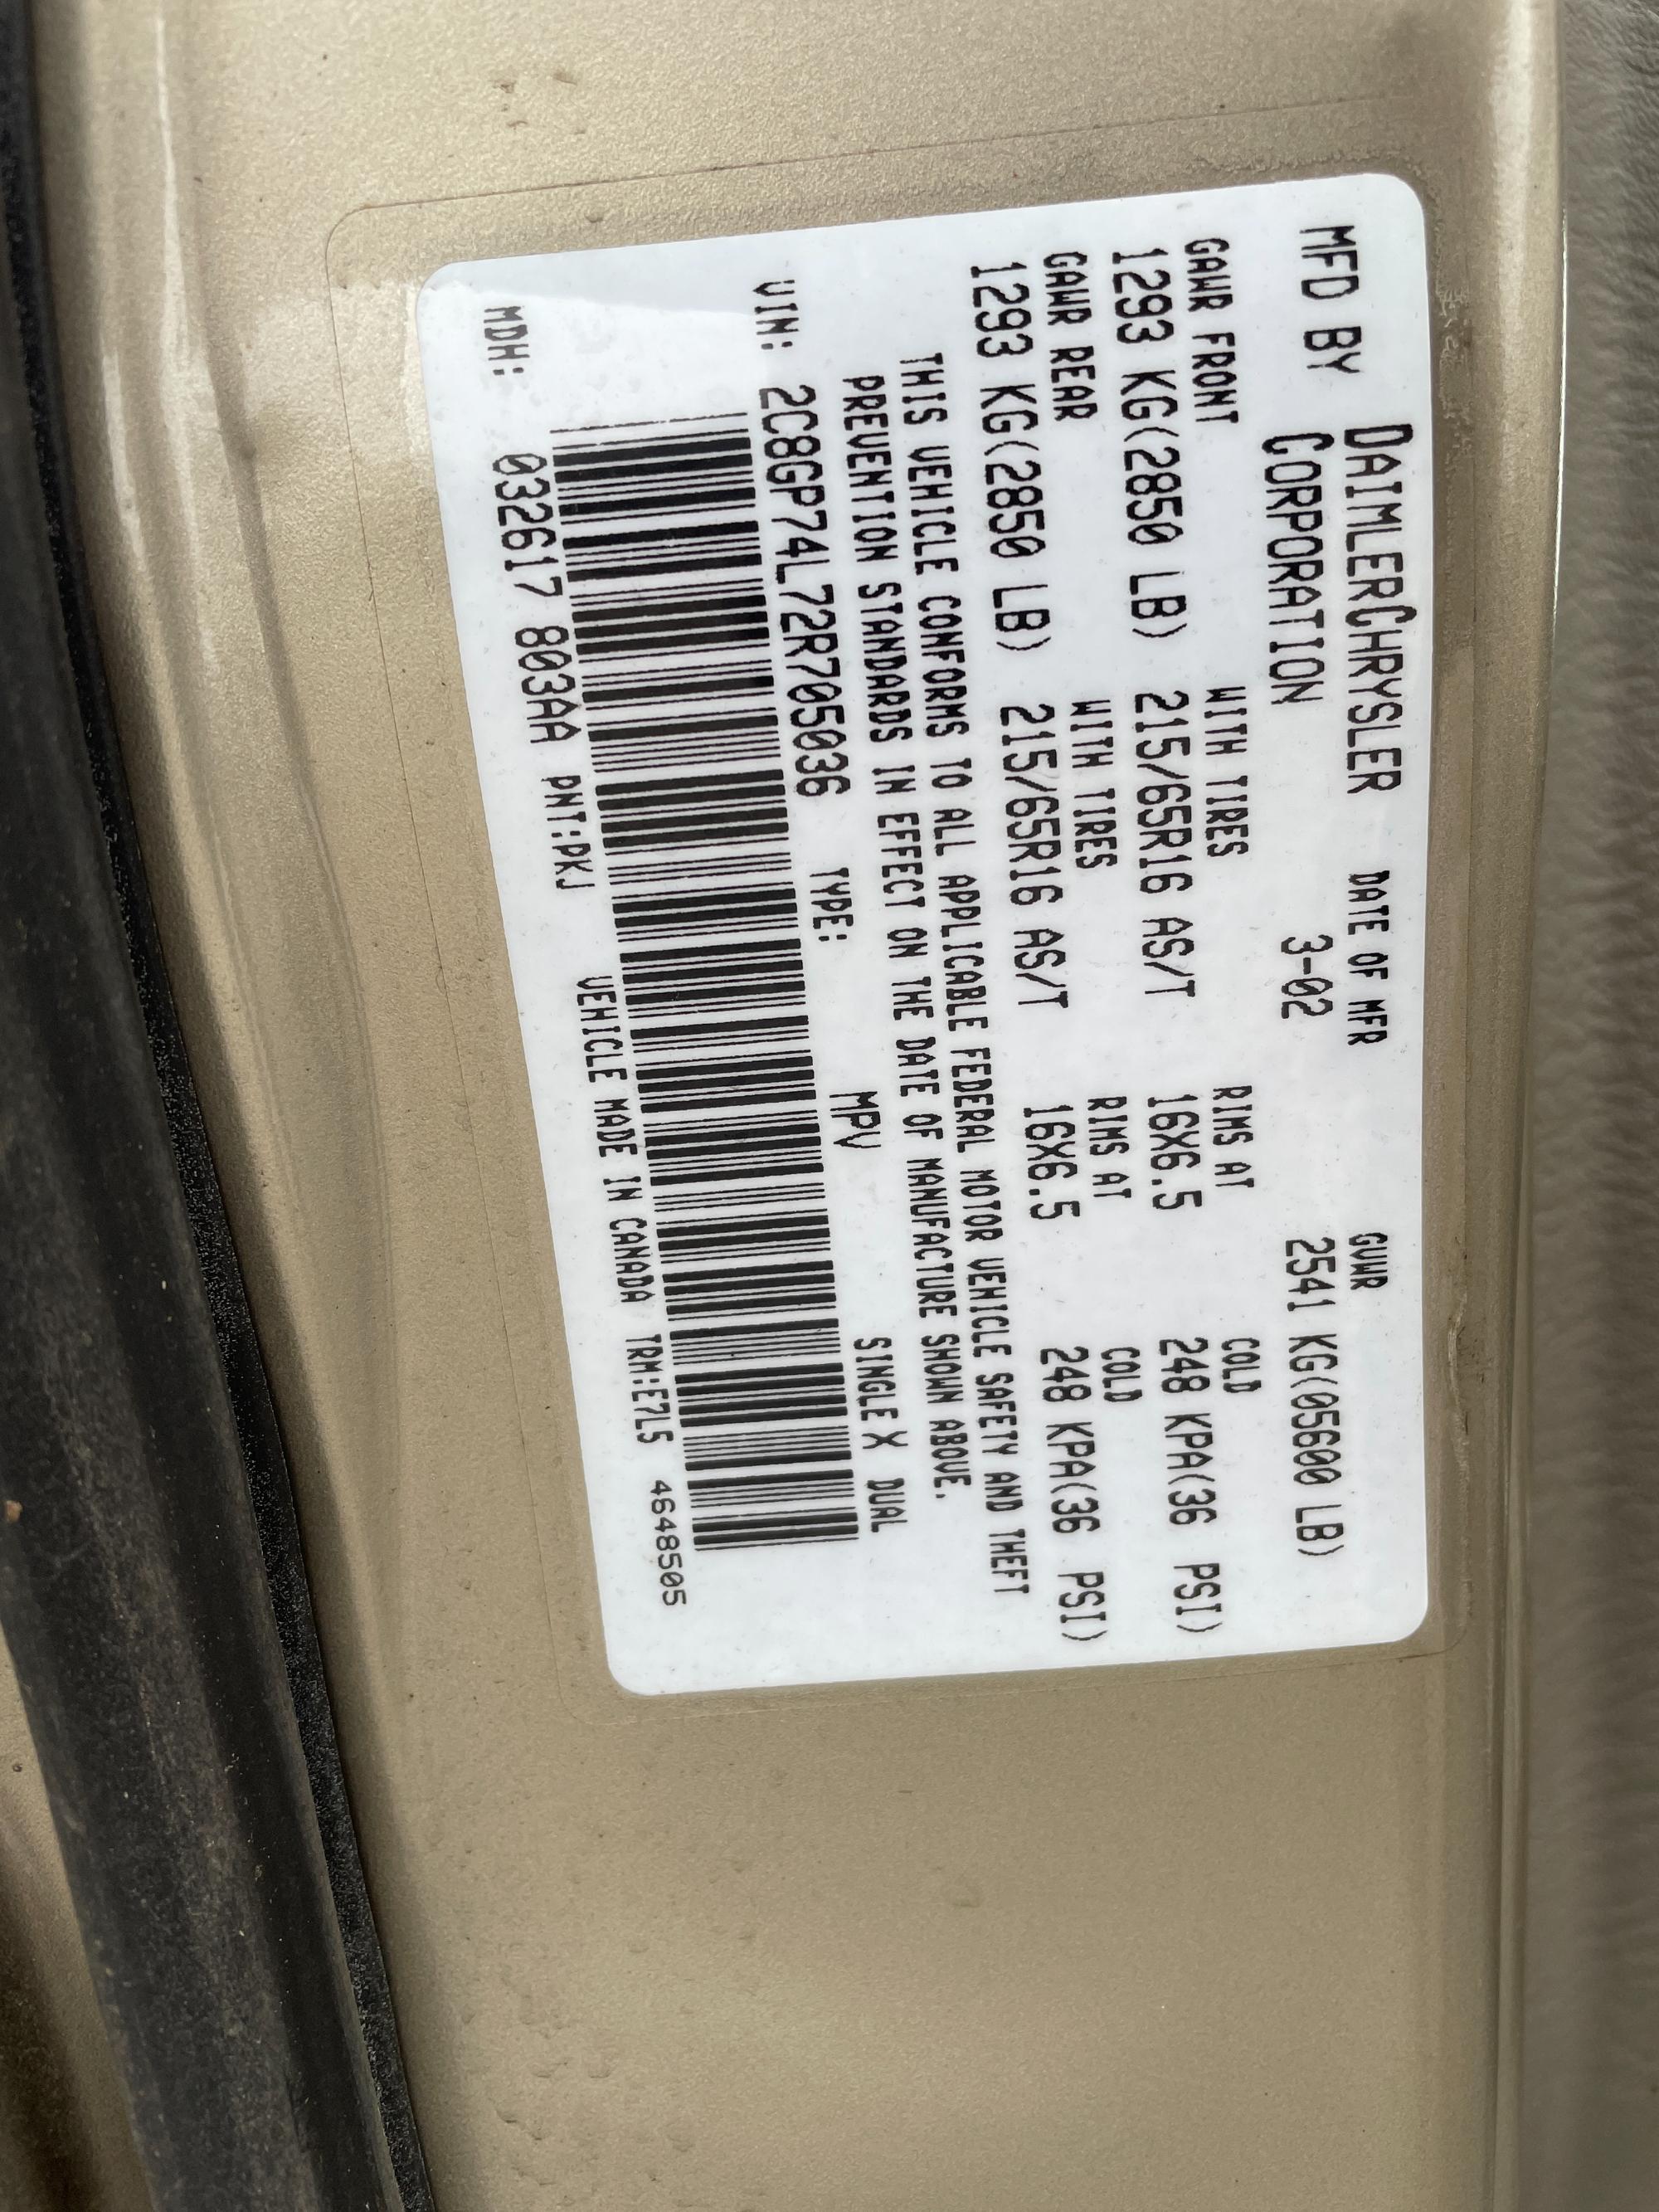 MFD BY DAIMLERCHRYSLER CORPORATION DATE OF MFR 3-02 GVWR 2541 KG(05600 LB)
GAWR FRONT WITH TIRES RIMS AT COLD
1293 KG(2850 LB) 215/65R16 AS/T 16X6.5 248 KPA(36 PSI)
GAWR REAR WITH TIRES RIMS AT COLD
1293 KG(2850 LB) 215/65R16 AS/T 16X6.5 248 KPA(36 PSI)
THIS VEHICLE CONFORMS TO ALL APPLICABLE FEDERAL MOTOR VEHICLE SAFETY AND THEFT
PREVENTION STANDARDS IN EFFECT ON THE DATE OF MANUFACTURE SHOWN ABOVE.
VIN: 2C8GP74L72R705036 TYPE: MPV SINGLE X DUAL
MDH: 032617 803AA PNT:PKJ VEHICLE MADE IN CANADA TRM:E7LS 4648505